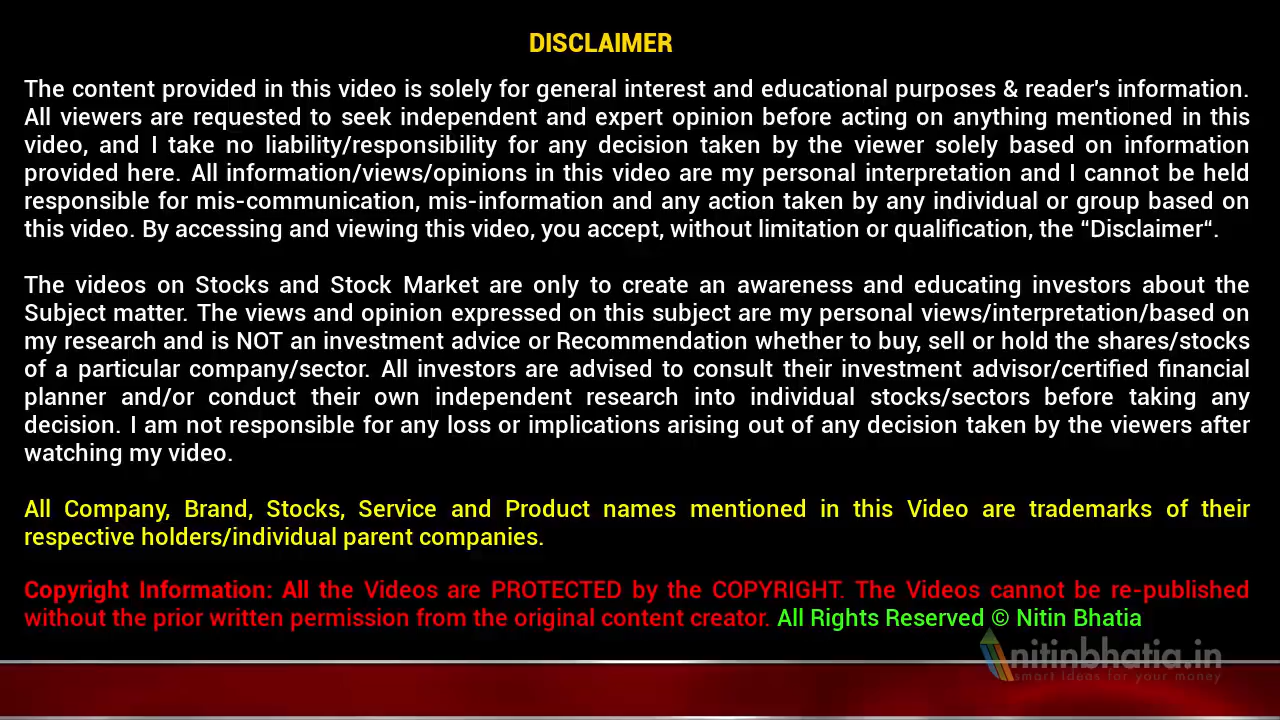 DISCLAIMER
The content provided in this video is solely for general interest and educational purposes & reader's information.
All viewers are requested to seek independent and expert opinion before acting on anything mentioned in this
video, and I take no liability/responsibility for any decision taken by the viewer solely based on information
provided here. All information/views/opinions in this video are my personal interpretation and I cannot be held
responsible for mis-communication, mis-information and any action taken by any individual or group based on
this video. By accessing and viewing this video, you accept, without limitation or qualification, the “Disclaimer“.
The videos on Stocks and Stock Market are only to create an awareness and educating investors about the
Subject matter. The views and opinion expressed on this subject are my personal views/interpretation/based on
my research and is NOT an investment advice or Recommendation whether to buy, sell or hold the shares/stocks
of a particular company/sector. All investors are advised to consult their investment advisor/certified financial
planner and/or conduct their own independent research into individual stocks/sectors before taking any
decision. I am not responsible for any loss or implications arising out of any decision taken by the viewers after
watching my video.
All Company, Brand, Stocks, Service and Product names mentioned in this Video are trademarks of their
respective holders/individual parent companies.
Copyright Information: All the Videos are PROTECTED by the COPYRIGHT. The Videos cannot be re-published
without the prior written permission from the original content creator. All Rights Reserved © Nitin Bhatia
nitinbhatia.in
smart ideas for your money